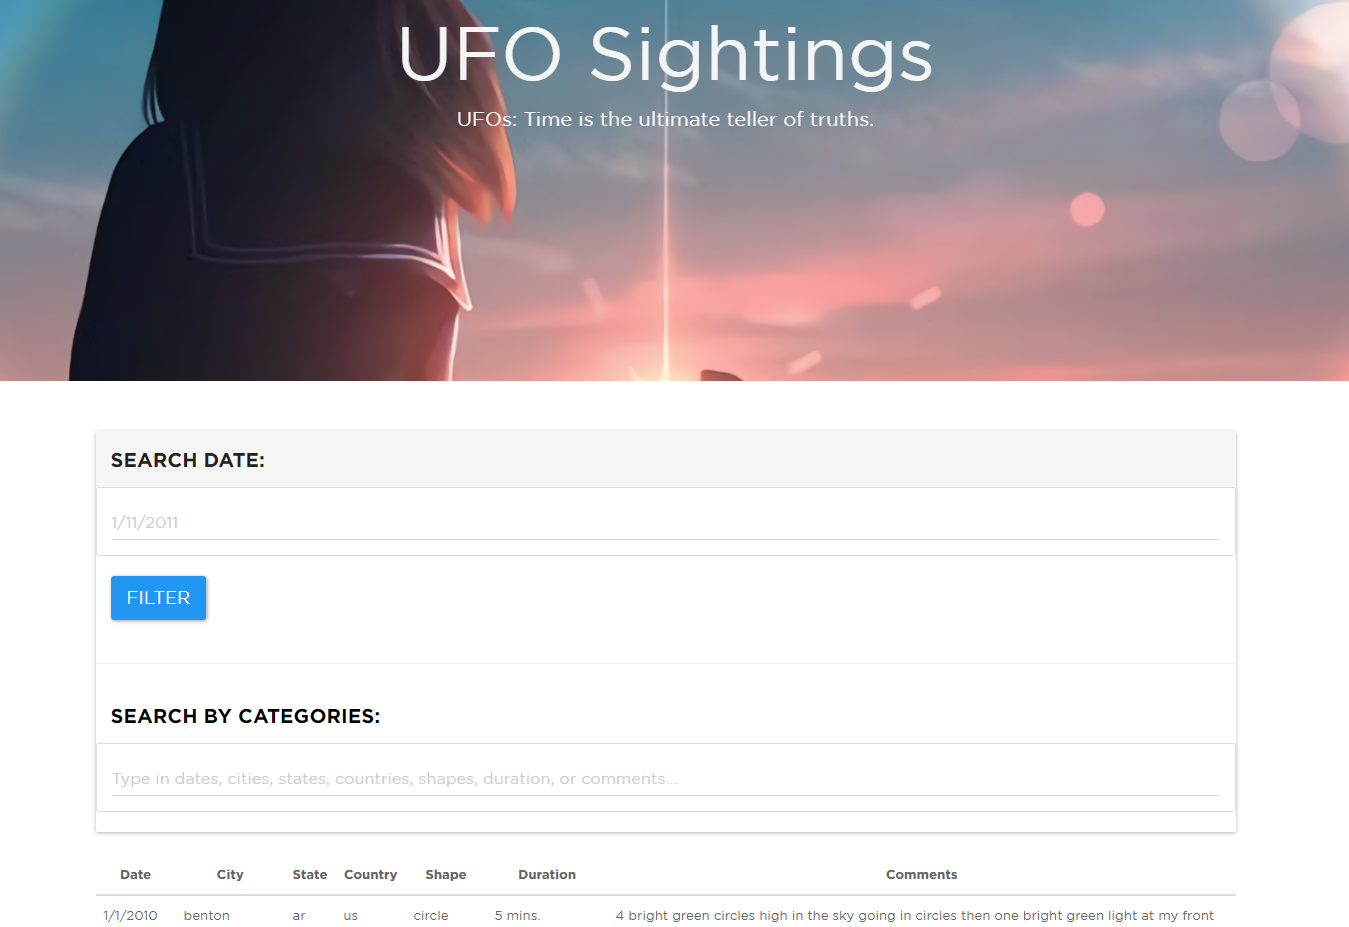 UFO Sightings
UFOs: Time is the ultimate teller of truths.
SEARCH DATE:
1/11/2011
FILTER
SEARCH BY CATEGORIES:
Type in dates, cities, states, countries, shapes, duration, or comments...
Date City State Country Shape Duration Comments
1/1/2010 benton ar us circle 5 mins. 4 bright green circles high in the sky going in circles then one bright green light at my front